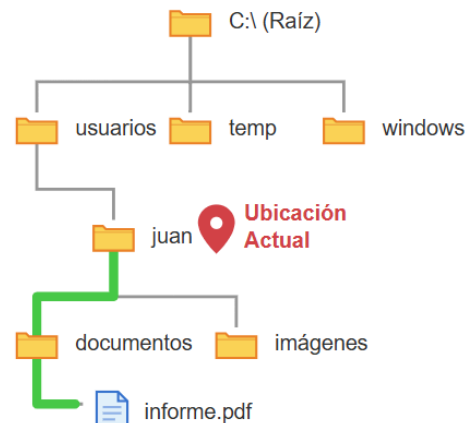 C:\ (Raíz)
usuarios
temp
windows
juan
Ubicación
Actual
documentos
imágenes
informe.pdf